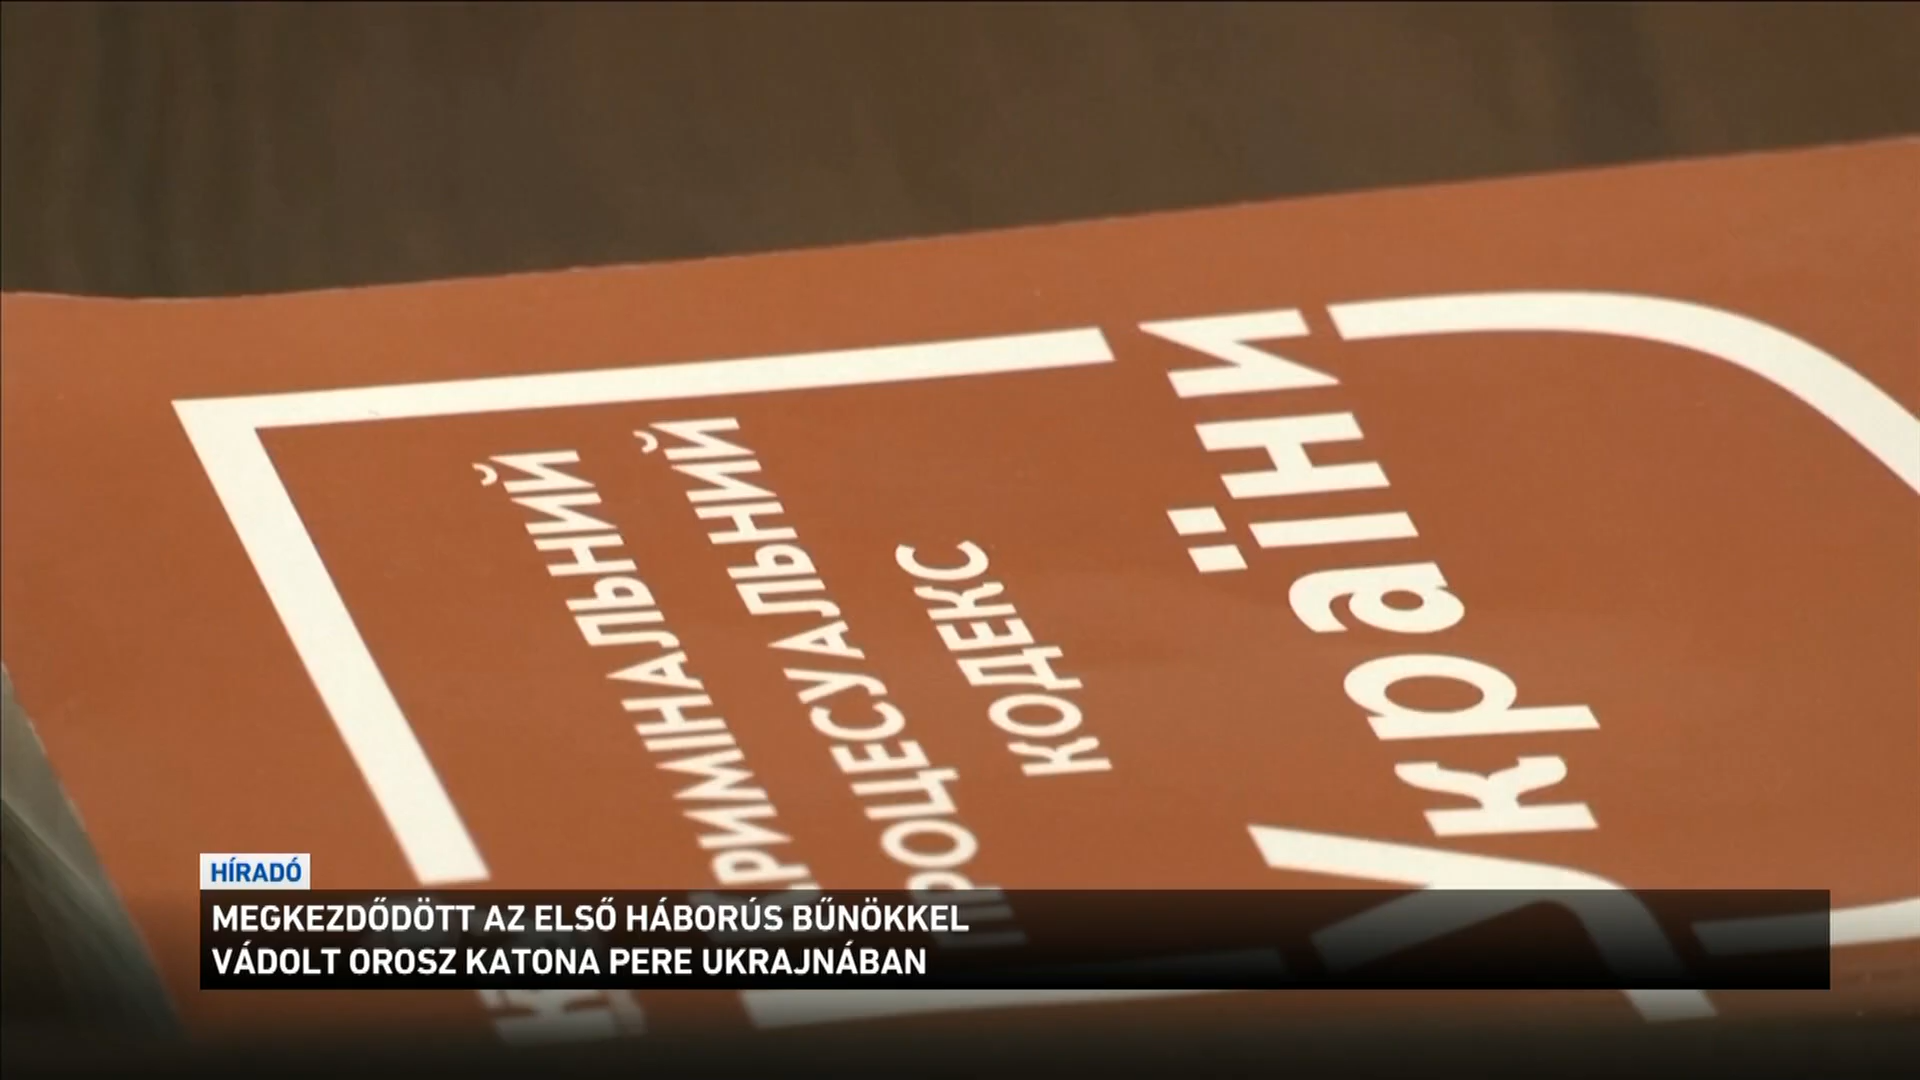 КРИМІНАЛЬНИЙ
ПРОЦЕСУАЛЬНИЙ
КОДЕКС
України
HÍRADÓ
MEGKEZDŐDÖTT AZ ELSŐ HÁBORÚS BŰNÖKKEL
VÁDOLT OROSZ KATONA PERE UKRAJNÁBAN